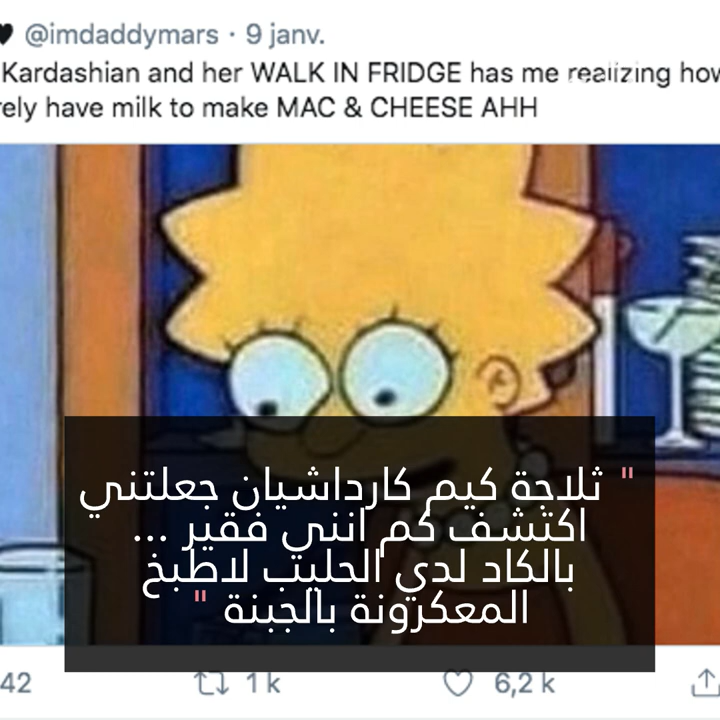 @imdaddymars · 9 janv.
Kardashian and her WALK IN FRIDGE has me realizing how
rely have milk to make MAC & CHEESE AHH
" ثلاجة كيم كارداشيان جعلتني
اكتشف كم انني فقير ...
بالكاد لدي الحليب لاطبخ
المعكرونة بالجبنة "
42 1 k 6,2 k